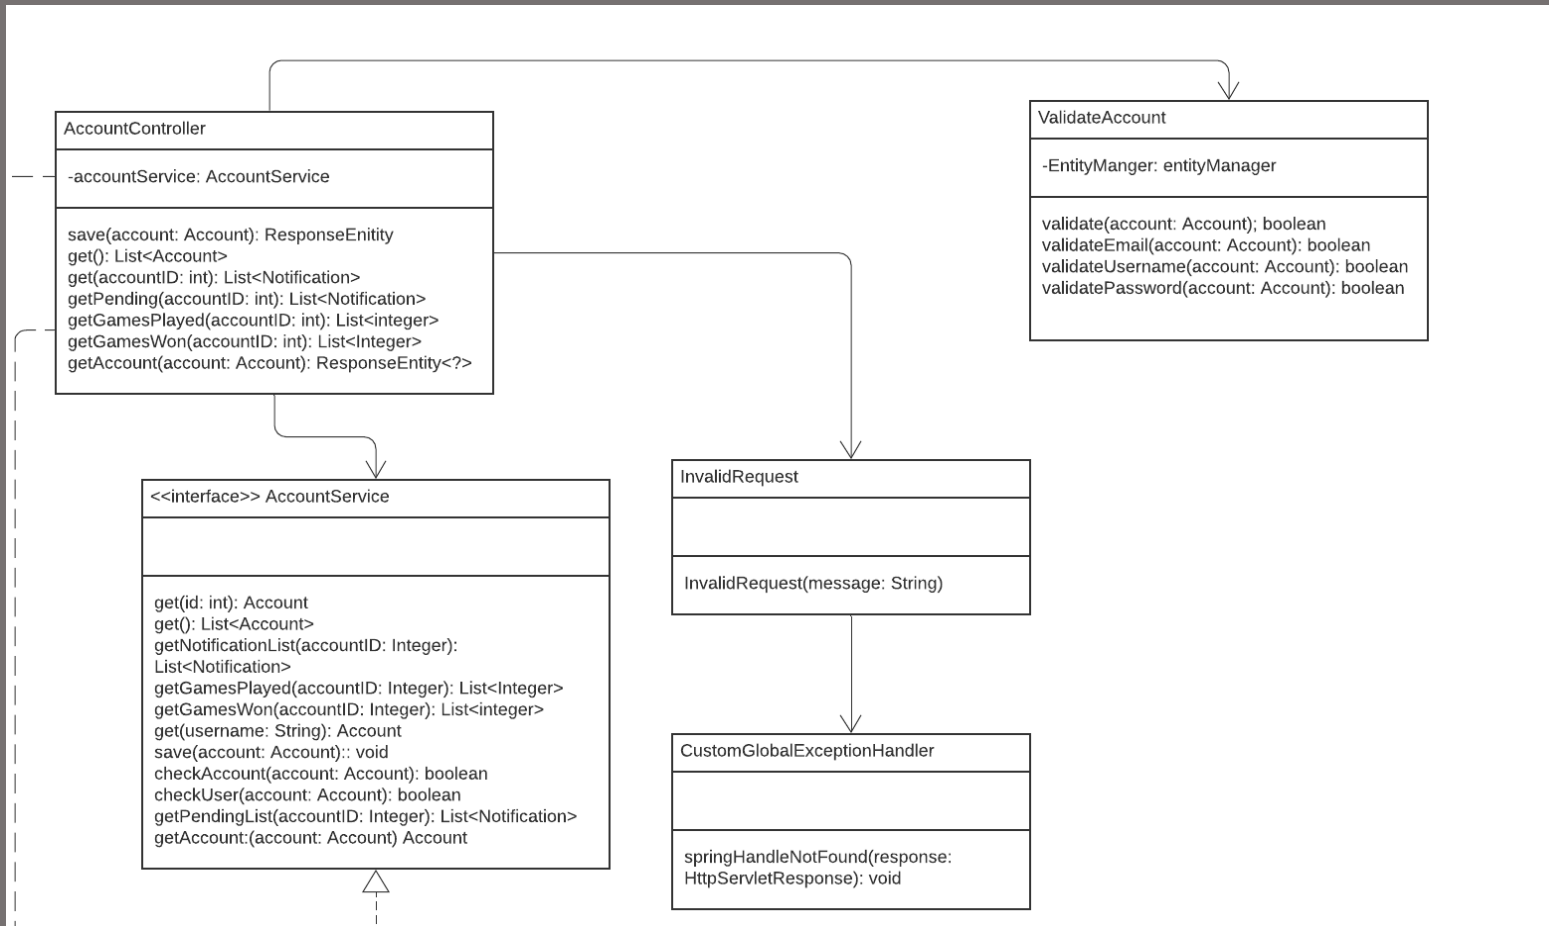 AccountController
-accountService: AccountService
save(account: Account): ResponseEnitity
get(): List<Account>
get(accountID: int): List<Notification>
getPending(accountID: int): List<Notification>
getGamesPlayed(accountID: int): List<integer>
getGamesWon(accountID: int): List<Integer>
getAccount(account: Account): ResponseEntity<?>
ValidateAccount
-EntityManger: entityManager
validate(account: Account); boolean
validateEmail(account: Account): boolean
validateUsername(account: Account): boolean
validatePassword(account: Account): boolean
<<interface>> AccountService
get(id: int): Account
get(): List<Account>
getNotificationList(accountID: Integer):
List<Notification>
getGamesPlayed(accountID: Integer): List<Integer>
getGamesWon(accountID: Integer): List<integer>
get(username: String): Account
save(account: Account):: void
checkAccount(account: Account): boolean
checkUser(account: Account): boolean
getPendingList(accountID: Integer): List<Notification>
getAccount:(account: Account) Account
InvalidRequest
InvalidRequest(message: String)
CustomGlobalExceptionHandler
springHandleNotFound(response:
HttpServletResponse): void